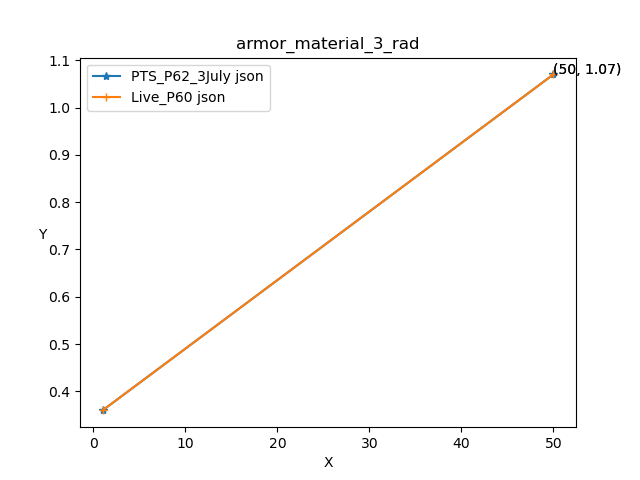 armor_material_3_rad
PTS_P62_3July json
Live_P60 json
(50, 1.07)
1.1
1.0
0.9
0.8
0.7
0.6
0.5
0.4
Y
0 10 20 30 40 50
X